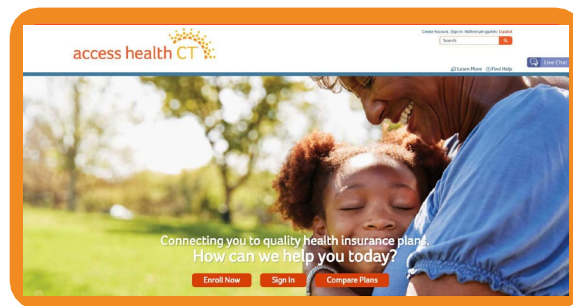 access health CT
Create Account | Sign In | Español
Search
Live Chat
Learn More Find Help
Connecting you to quality health insurance plans.
How can we help you today?
Enroll Now Sign In Compare Plans